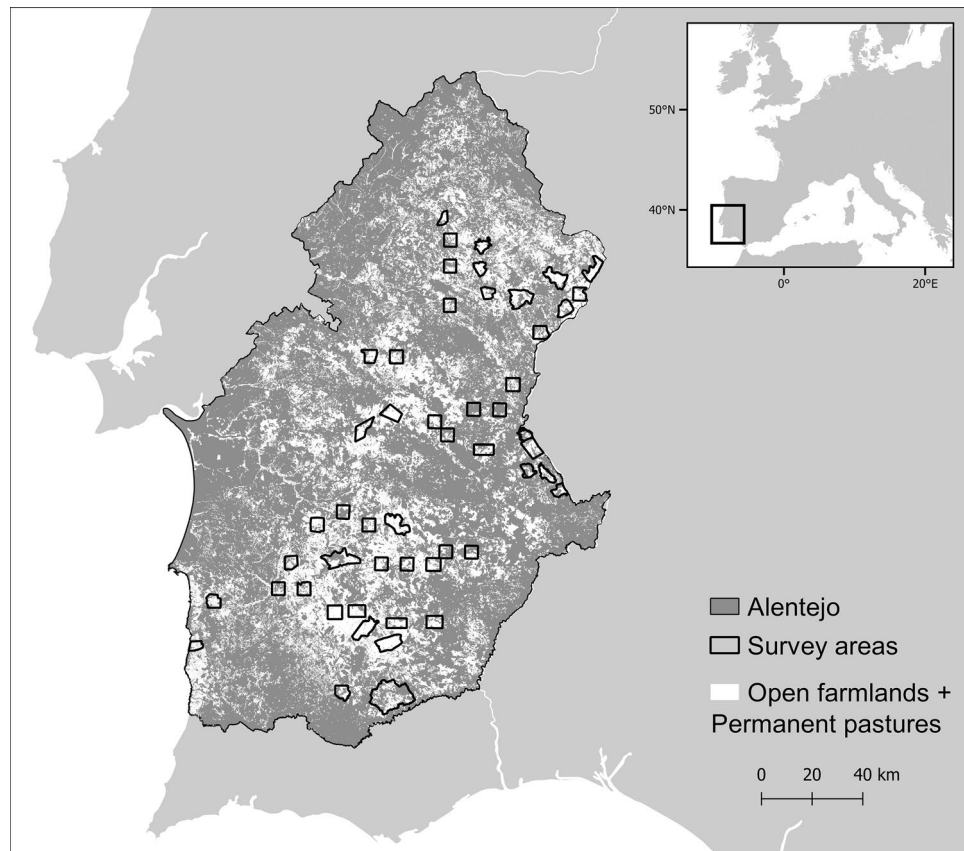 50°N
40°N
0°
20°E
Alentejo
Survey areas
Open farmlands +
Permanent pastures
0 20 40 km